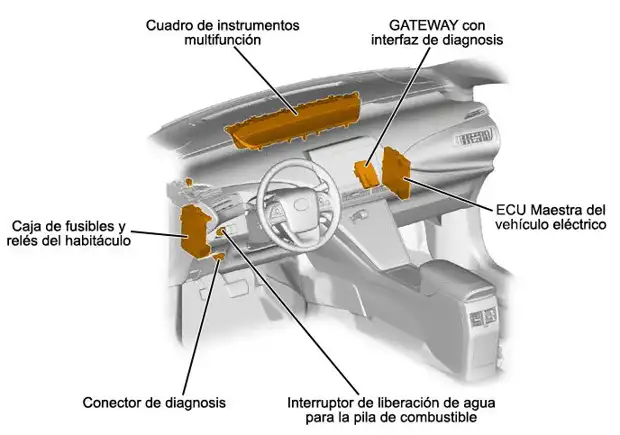 Cuadro de instrumentos
multifunción
GATEWAY con
interfaz de diagnosis
Caja de fusibles y
relés del habitáculo
ECU Maestra del
vehículo eléctrico
Conector de diagnosis
Interruptor de liberación de agua
para la pila de combustible